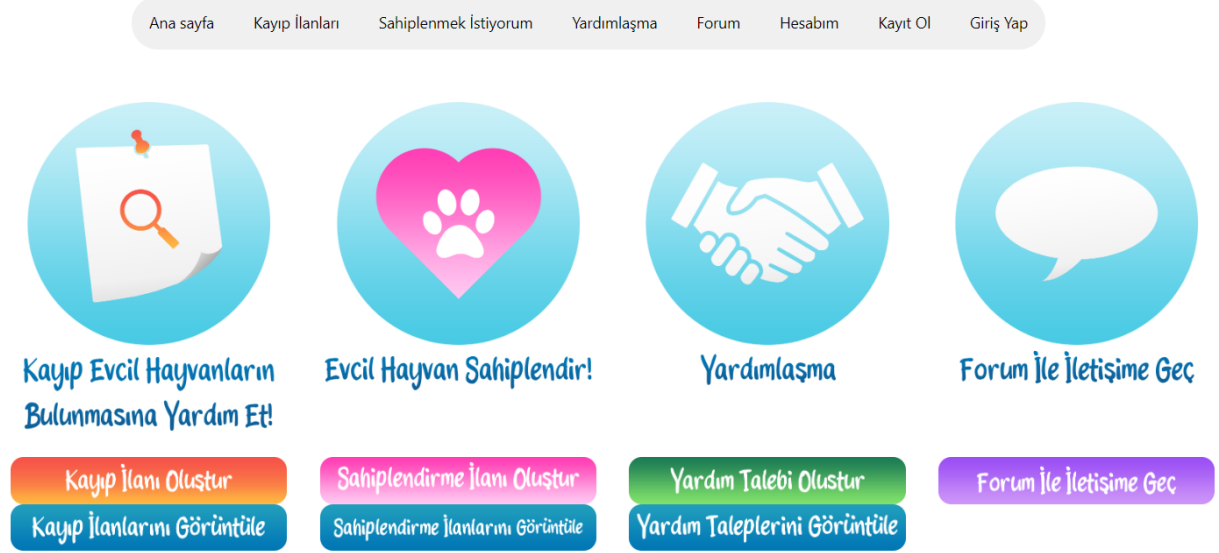 Ana sayfa Kayıp İlanları Sahiplenmek İstiyorum Yardımlaşma Forum Hesabım Kayıt Ol Giriş Yap
Kayıp Evcil Hayvanların
Bulunmasına Yardım Et!
Kayıp İlanı Oluştur
Kayıp İlanlarını Görüntüle
Evcil Hayvan Sahiplendir!
Sahiplendirme İlanı Oluştur
Sahiplendirme İlanlarını Görüntüle
Yardımlaşma
Yardım Talebi Olustur
Yardım Taleplerini Görüntüle
Forum İle İletişime Geç
Forum İle İletişime Geç